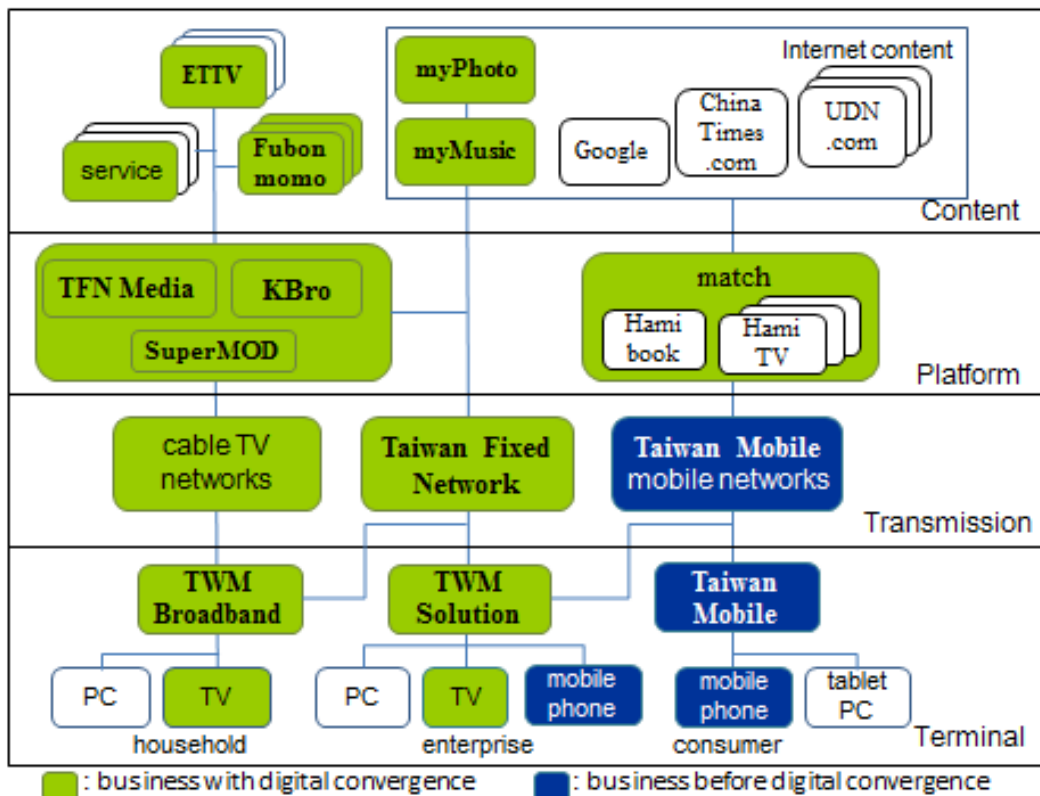 Internet content
ETTV
service
Fubon
momo
myPhoto
myMusic
Google
China
Times
.com
UDN
.com
Content
TFN Media
KBro
SuperMOD
match
Hami
book
Hami
TV
Platform
cable TV
networks
Taiwan Fixed
Network
Taiwan Mobile
mobile networks
Transmission
TWM
Broadband
TWM
Solution
Taiwan
Mobile
PC
TV
PC
TV
mobile
phone
mobile
phone
tablet
PC
household
enterprise
consumer
Terminal
: business with digital convergence
: business before digital convergence